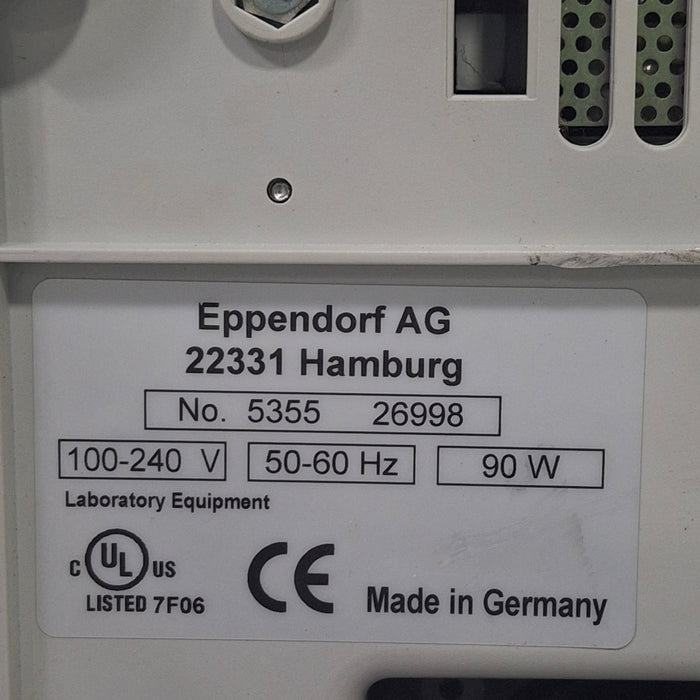 Eppendorf AG
22331 Hamburg
No. 5355 26998
100-240 V 50-60 Hz 90 W
Laboratory Equipment
C UL US
LISTED 7F06
CE
Made in Germany